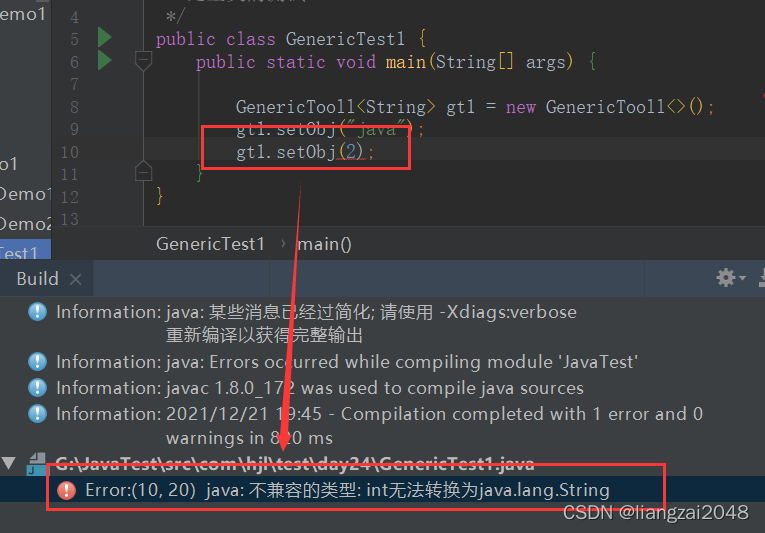 emo1
4
*/
5 public class GenericTest1 {
6 public static void main(String[] args) {
7
8 GenericTooll<String> gt1 = new GenericTooll<>();
9 gt1.setObj("java");
10 gt1.setObj(2);
o1
11 }
Demo1
12 }
Demo2
13
Test1
GenericTest1 › main()
Build ×
Information: java: 某些消息已经过简化; 请使用 -Xdiags:verbose
重新编译以获得完整输出
Information: java: Errors occurred while compiling module 'JavaTest'
Information: javac 1.8.0_172 was used to compile java sources
Information: 2021/12/21 19:45 - Compilation completed with 1 error and 0
warnings in 820 ms
G:\JavaTest\src\com\hjl\test\day24\GenericTest1.java
Error:(10, 20) java: 不兼容的类型: int无法转换为java.lang.String
CSDN @liangzai2048